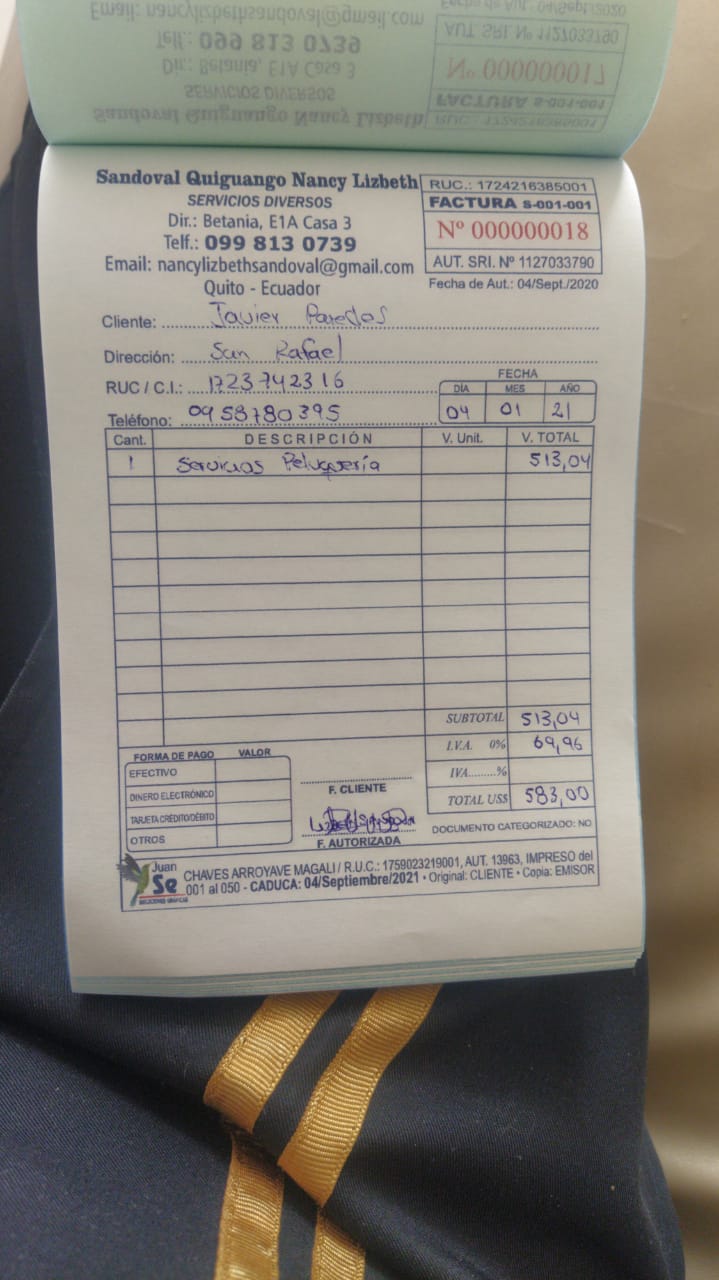 Email: nancylizbethsandoval@gmail.com
Telf.: 099 813 0739
Dir.: Betania, E1A Casa 3
SERVICIOS DIVERSOS
Sandoval Quiguango Nancy Lizbeth
Fecha de Aut.: 04/Sept./2020
AUT. SRI. Nº 1127033790
Nº 000000017
FACTURA S-001-001
RUC.: 1724216385001
Sandoval Quiguango Nancy Lizbeth
SERVICIOS DIVERSOS
Dir.: Betania, E1A Casa 3
Telf.: 099 813 0739
Email: nancylizbethsandoval@gmail.com
Quito - Ecuador
RUC.: 1724216385001
FACTURA S-001-001
Nº 000000018
AUT. SRI. Nº 1127033790
Fecha de Aut.: 04/Sept./2020
Cliente: Javier Paredes
Dirección: San Rafael
RUC / C.I.: 1723742316
Teléfono: 0958780395
FECHA
DÍA MES AÑO
04 01 21
Cant. DESCRIPCIÓN V. Unit. V. TOTAL
1 Servicios Peluquería 513,04
SUBTOTAL 513,04
I.V.A. 0% 69,96
IVA.........%
TOTAL US$ 583,00
FORMA DE PAGO VALOR
EFECTIVO
DINERO ELECTRÓNICO
TARJETA CRÉDITO/DÉBITO
OTROS
F. CLIENTE
F. AUTORIZADA
DOCUMENTO CATEGORIZADO: NO
Juan Se
SOLUCIONES GRÁFICAS
CHAVES ARROYAVE MAGALI / R.U.C.: 1759023219001, AUT. 13963, IMPRESO del
001 al 050 - CADUCA: 04/Septiembre/2021 • Original: CLIENTE • Copia: EMISOR